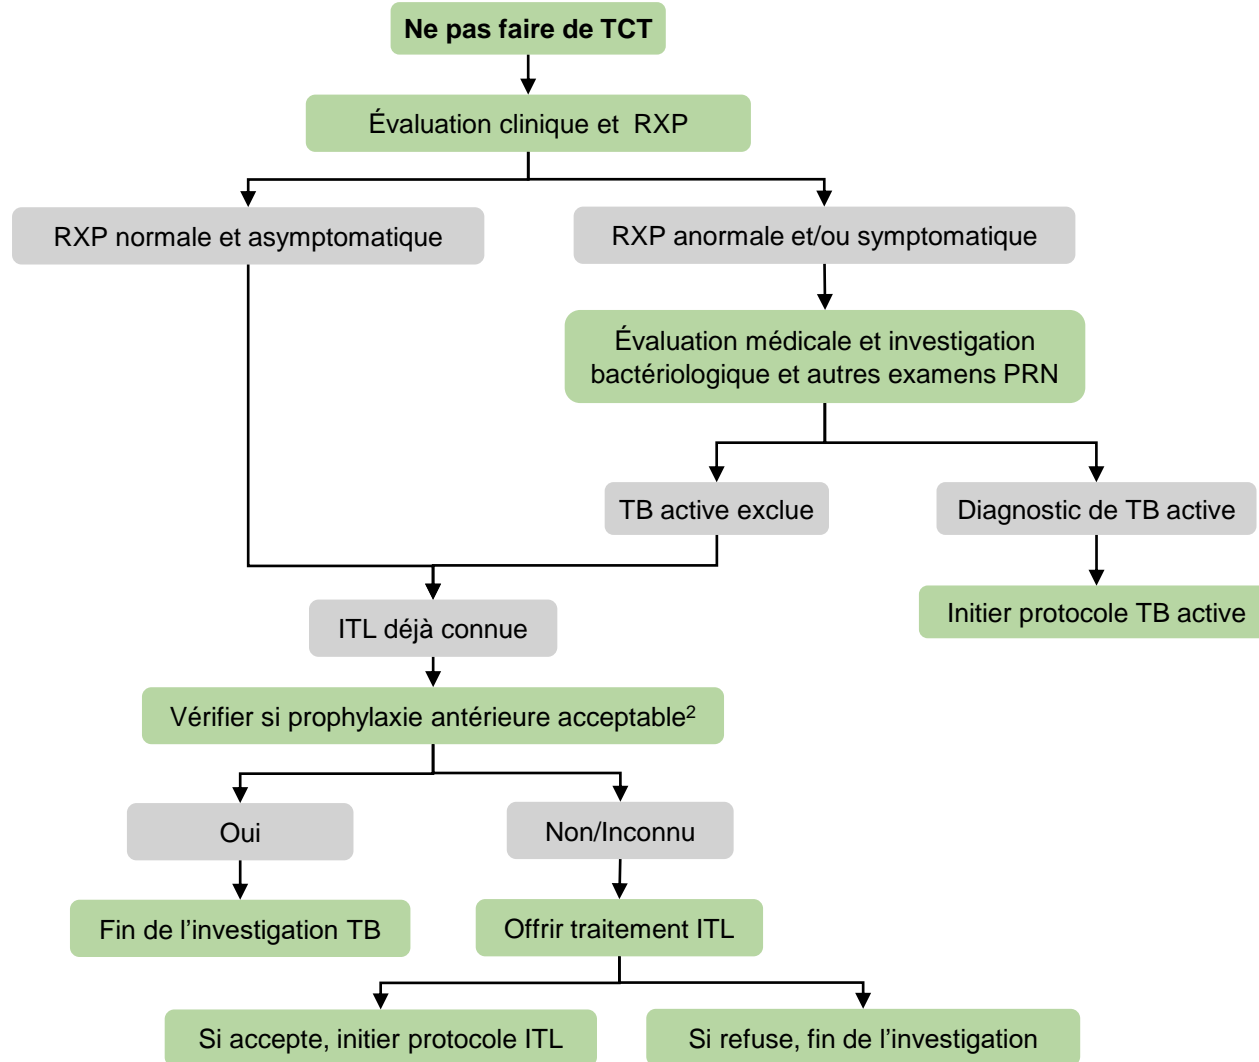 Ne pas faire de TCT
Évaluation clinique et RXP
RXP normale et asymptomatique
RXP anormale et/ou symptomatique
Évaluation médicale et investigation
bactériologique et autres examens PRN
TB active exclue
Diagnostic de TB active
Initier protocole TB active
ITL déjà connue
Vérifier si prophylaxie antérieure acceptable²
Oui
Non/Inconnu
Fin de l’investigation TB
Offrir traitement ITL
Si accepte, initier protocole ITL
Si refuse, fin de l’investigation